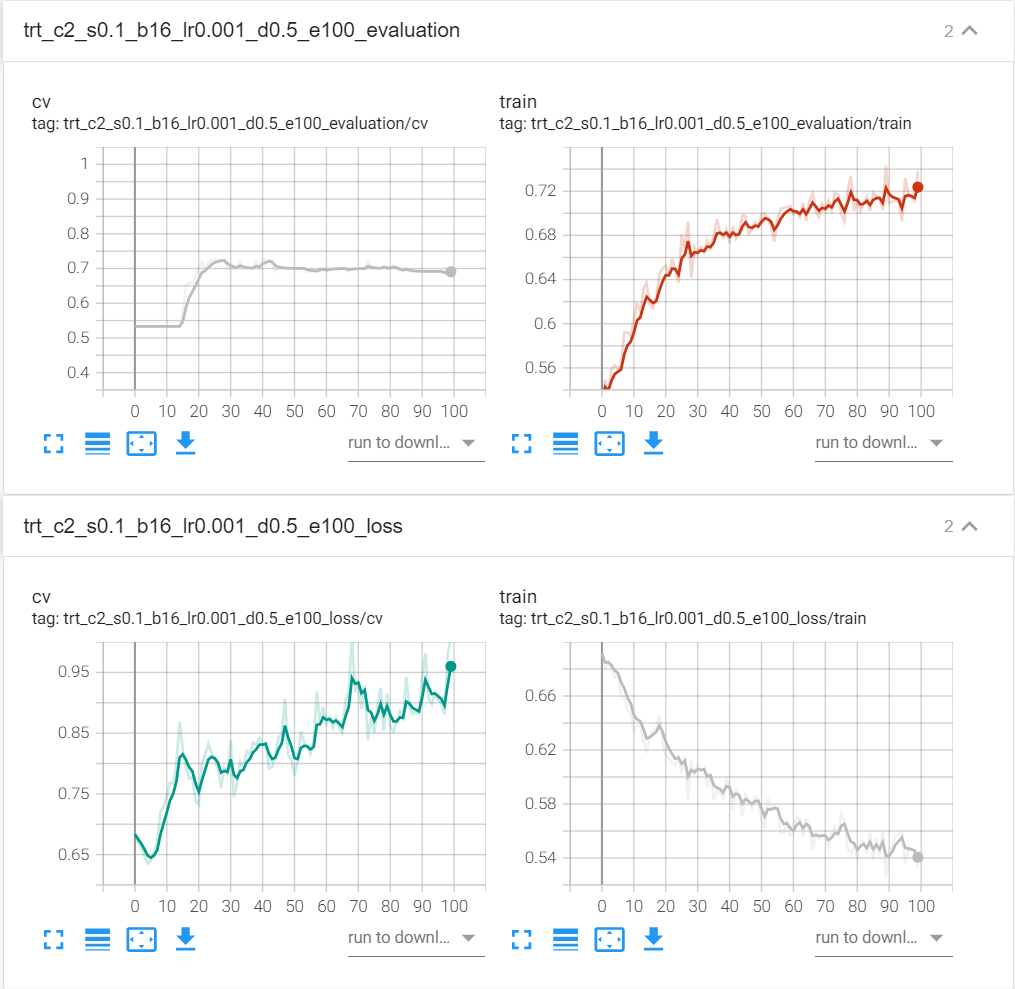 trt_c2_s0.1_b16_lr0.001_d0.5_e100_evaluation 2
cv
tag: trt_c2_s0.1_b16_lr0.001_d0.5_e100_evaluation/cv
1
0.9
0.8
0.7
0.6
0.5
0.4
0 10 20 30 40 50 60 70 80 90 100
run to downl...
train
tag: trt_c2_s0.1_b16_lr0.001_d0.5_e100_evaluation/train
0.72
0.68
0.64
0.6
0.56
0 10 20 30 40 50 60 70 80 90 100
run to downl...
trt_c2_s0.1_b16_lr0.001_d0.5_e100_loss 2
cv
tag: trt_c2_s0.1_b16_lr0.001_d0.5_e100_loss/cv
0.95
0.85
0.75
0.65
0 10 20 30 40 50 60 70 80 90 100
run to downl...
train
tag: trt_c2_s0.1_b16_lr0.001_d0.5_e100_loss/train
0.66
0.62
0.58
0.54
0 10 20 30 40 50 60 70 80 90 100
run to downl...